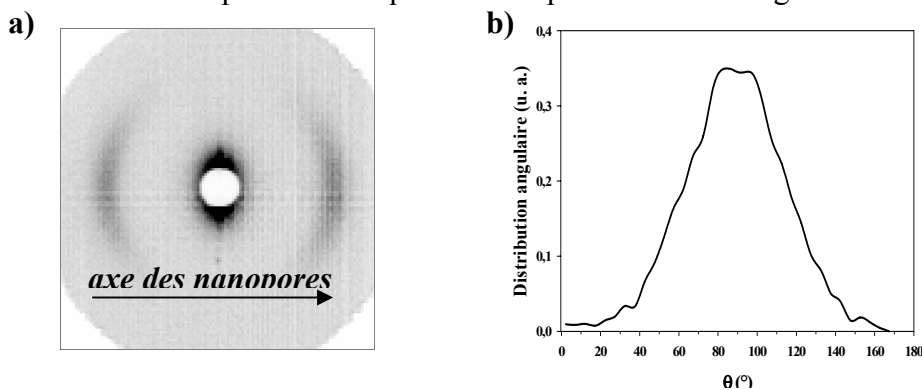 a)
axe des nanopores
b)
Distribution angulaire (u. a.)
0,4
0,3
0,2
0,1
0,0
0 20 40 60 80 100 120 140 160 180
θ(°)